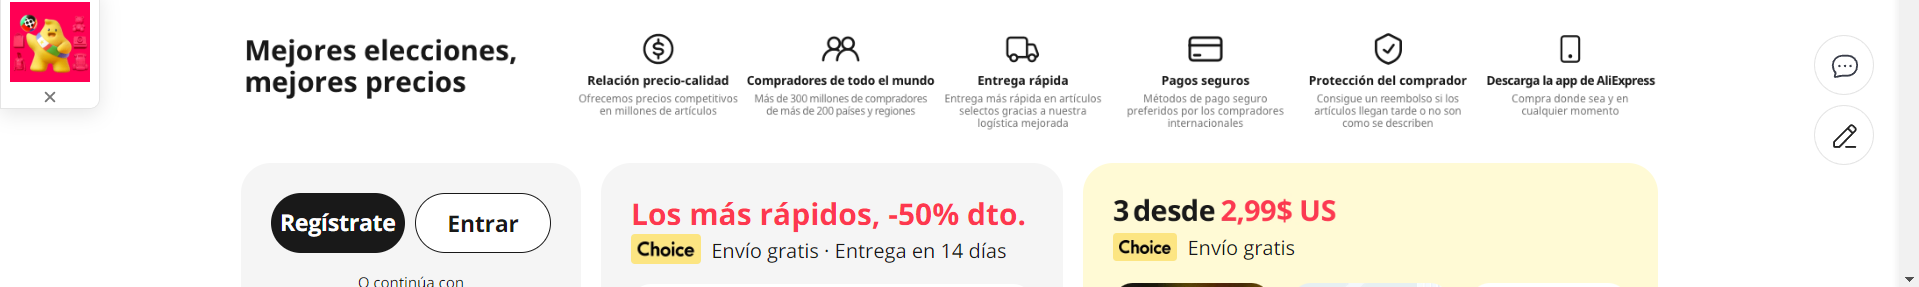 Mejores elecciones,
mejores precios
Relación precio-calidad
Ofrecemos precios competitivos
en millones de artículos
Compradores de todo el mundo
Más de 300 millones de compradores
de más de 200 países y regiones
Entrega rápida
Entrega más rápida en artículos
selectos gracias a nuestra
logística mejorada
Pagos seguros
Métodos de pago seguro
preferidos por los compradores
internacionales
Protección del comprador
Consigue un reembolso si los
artículos llegan tarde o no son
como se describen
Descarga la app de AliExpress
Compra donde sea y en
cualquier momento
Regístrate
Entrar
O continúa con
Los más rápidos, -50% dto.
Choice Envío gratis · Entrega en 14 días
3 desde 2,99$ US
Choice Envío gratis